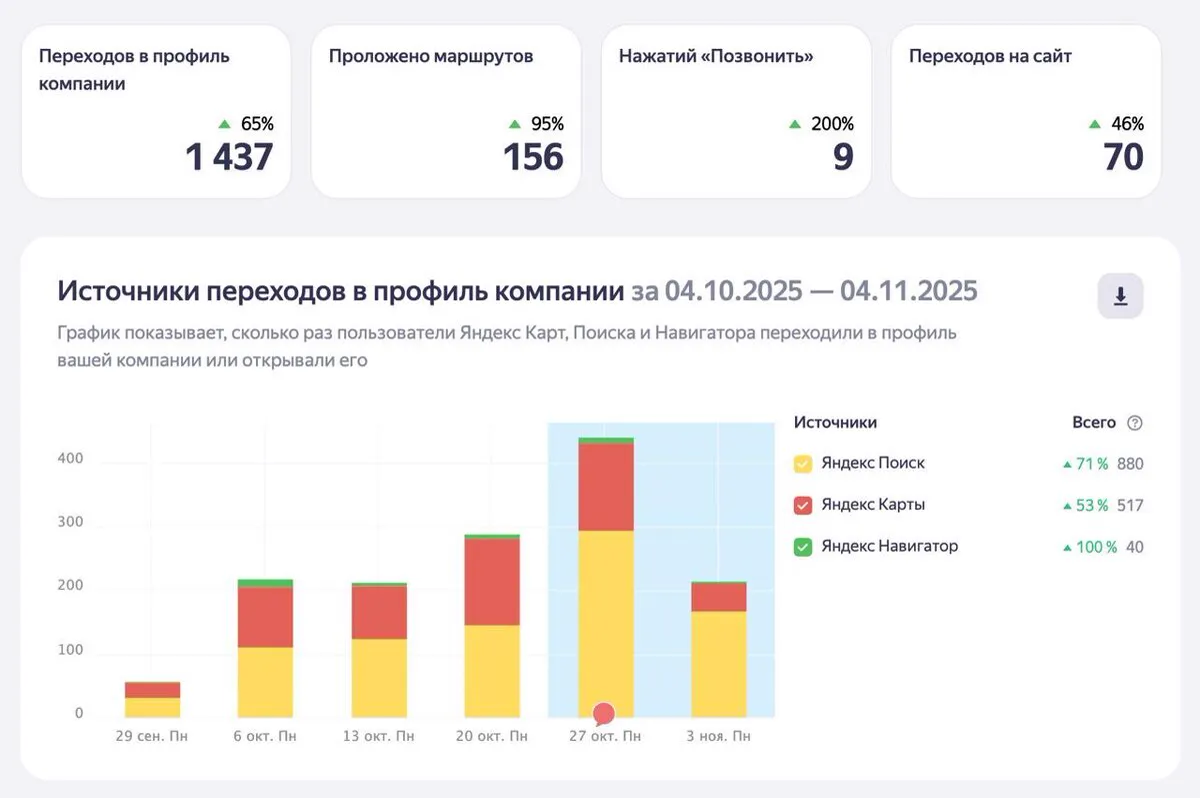 Переходов в профиль
компании
65%
1 437
Проложено маршрутов
95%
156
Нажатий «Позвонить»
200%
9
Переходов на сайт
46%
70
Источники переходов в профиль компании за 04.10.2025 — 04.11.2025
График показывает, сколько раз пользователи Яндекс Карт, Поиска и Навигатора переходили в профиль
вашей компании или открывали его
400
300
200
100
0
29 сен. Пн
6 окт. Пн
13 окт. Пн
20 окт. Пн
27 окт. Пн
3 ноя. Пн
Источники Всего ?
Яндекс Поиск 71 % 880
Яндекс Карты 53 % 517
Яндекс Навигатор 100 % 40